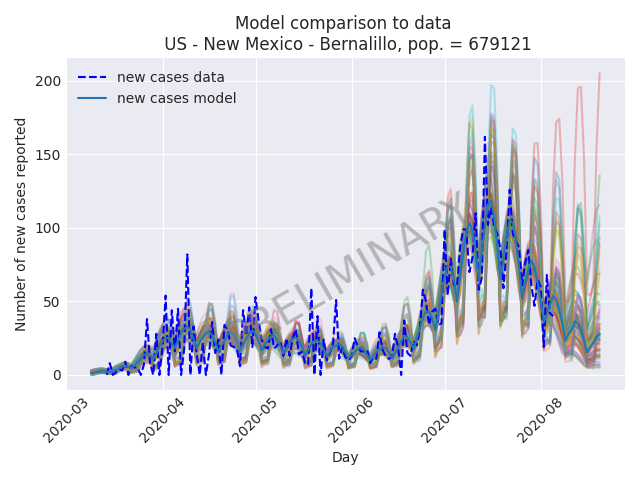 Model comparison to data
US - New Mexico - Bernalillo, pop. = 679121
new cases data
new cases model
PRELIMINARY
Number of new cases reported
200
150
100
50
0
2020-03
2020-04
2020-05
2020-06
2020-07
2020-08
Day